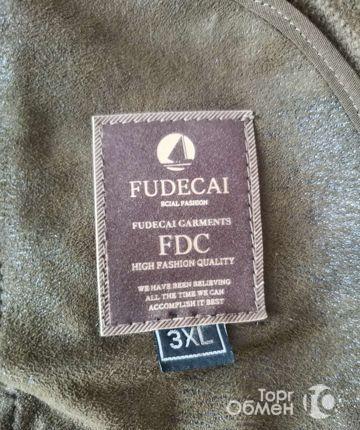 FUDECAI
ECIAL FASHION
FUDECAI GARMENTS
FDC
HIGH FASHION QUALITY
WE HAVE BEEN BELIEVING
ALL THE TIME WE CAN
ACCOMPLISH IT BEST
3XL
Торг
Обмен